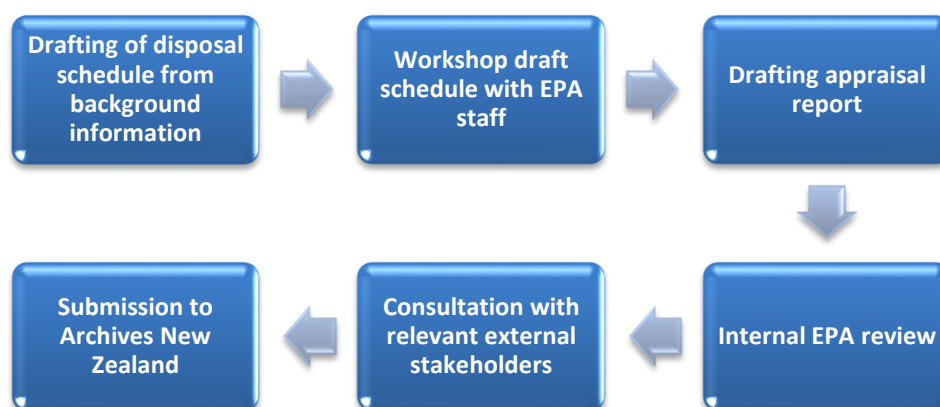 Drafting of disposal
schedule from
background
information
Workshop draft
schedule with EPA
staff
Drafting appraisal
report
Internal EPA review
Consultation with
relevant external
stakeholders
Submission to
Archives New
Zealand